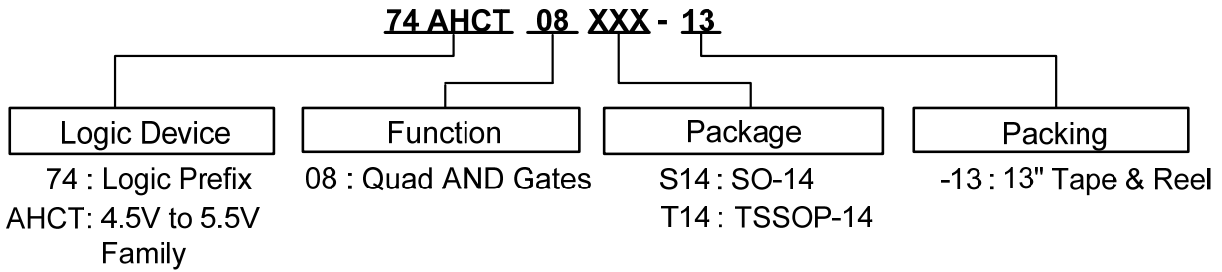 74 AHCT 08 XXX - 13
Logic Device
Function
Package
Packing
74 : Logic Prefix
AHCT: 4.5V to 5.5V
Family
08 : Quad AND Gates
S14 : SO-14
T14 : TSSOP-14
-13 : 13" Tape & Reel